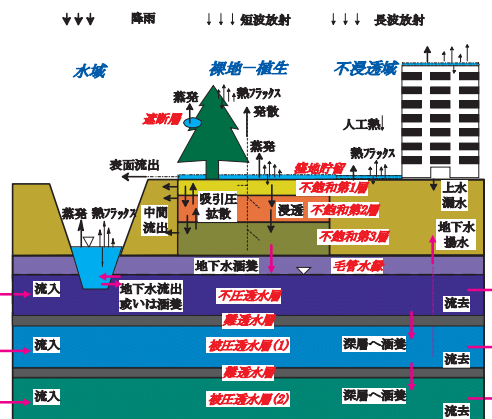 降雨
短波放射
長波放射
水域
裸地－植生
不浸透域
蒸発
熱フラックス
遮断層
発散
人工熱
蒸発
熱フラックス
表面流出
窪地貯留
不飽和第1層
吸引圧
拡散
浸透
不飽和第2層
中間
流出
不飽和第3層
上水
漏水
地下水
揚水
蒸発 熱フラックス
地下水涵養
毛管水縁
流入
地下水流出
或いは涵養
不圧透水層
流去
難透水層
流入
被圧透水層(1)
深層へ涵養
流去
難透水層
流入
被圧透水層(2)
深層へ涵養
流去